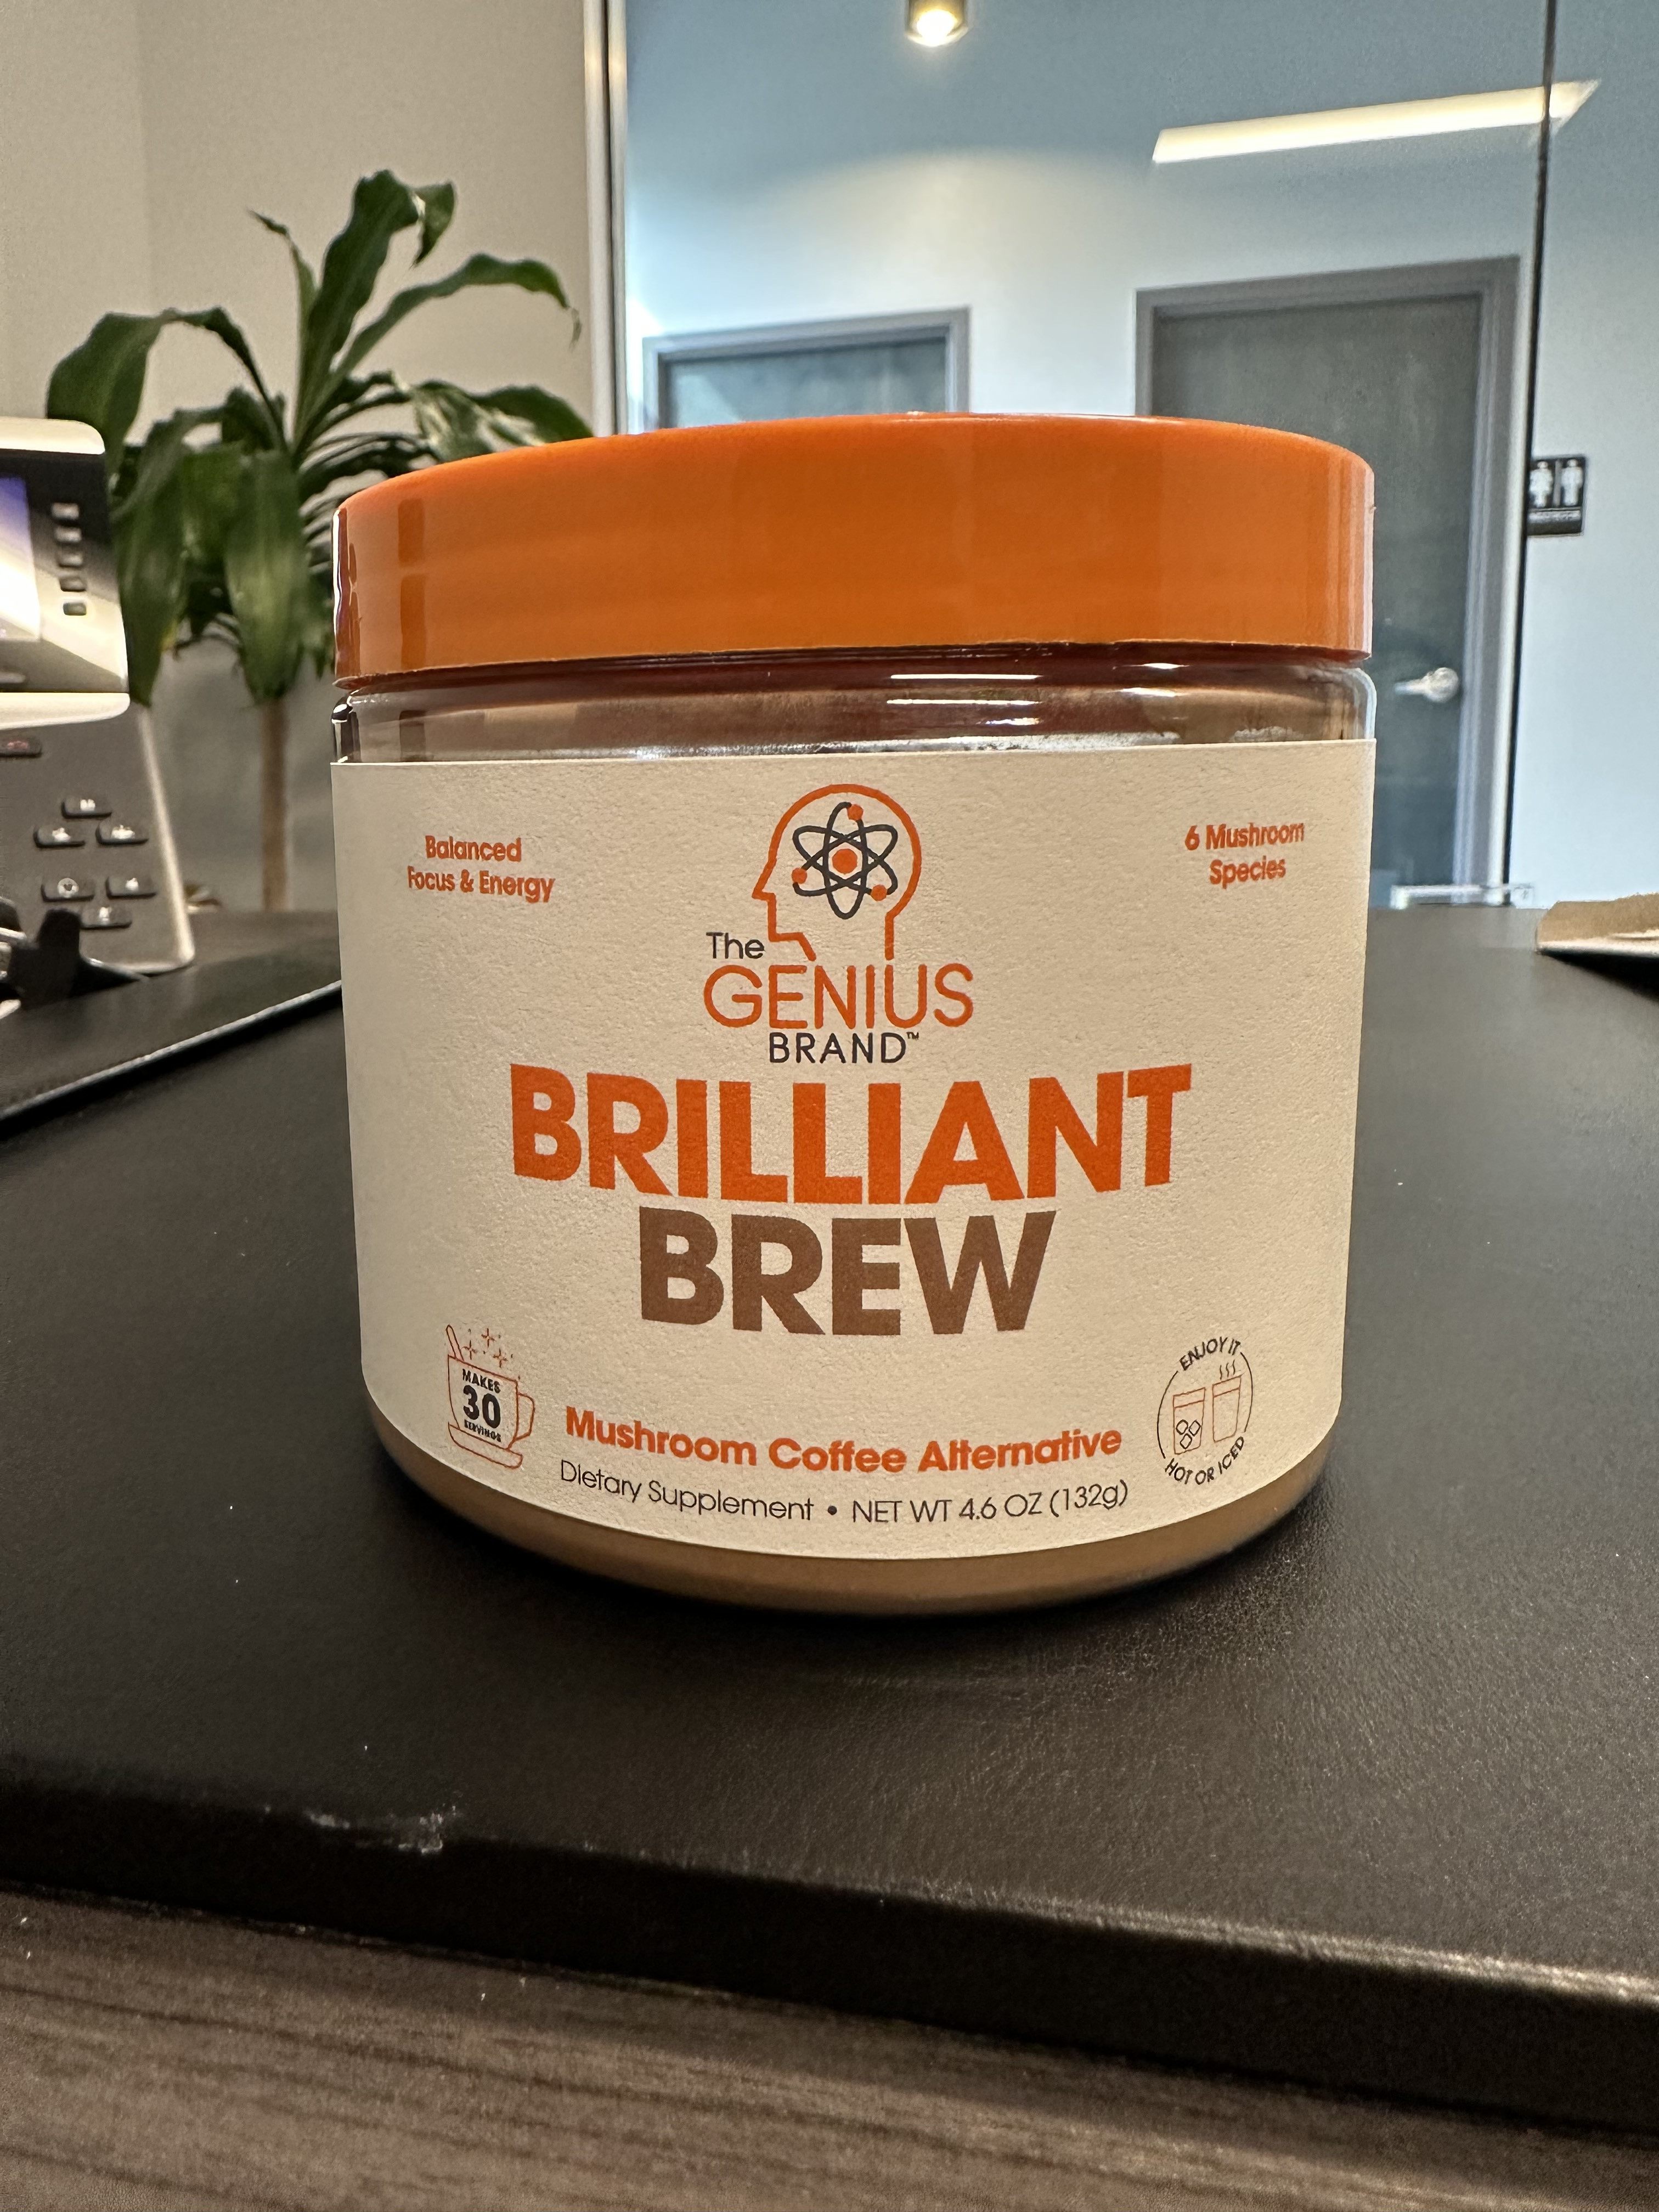 Balanced
Focus & Energy
6 Mushroom
Species
The
GENIUS
BRAND™
BRILLIANT
BREW
MAKES
30
SERVINGS
Mushroom Coffee Alternative
Dietary Supplement • NET WT 4.6 OZ (132g)
ENJOY IT
HOT OR ICED